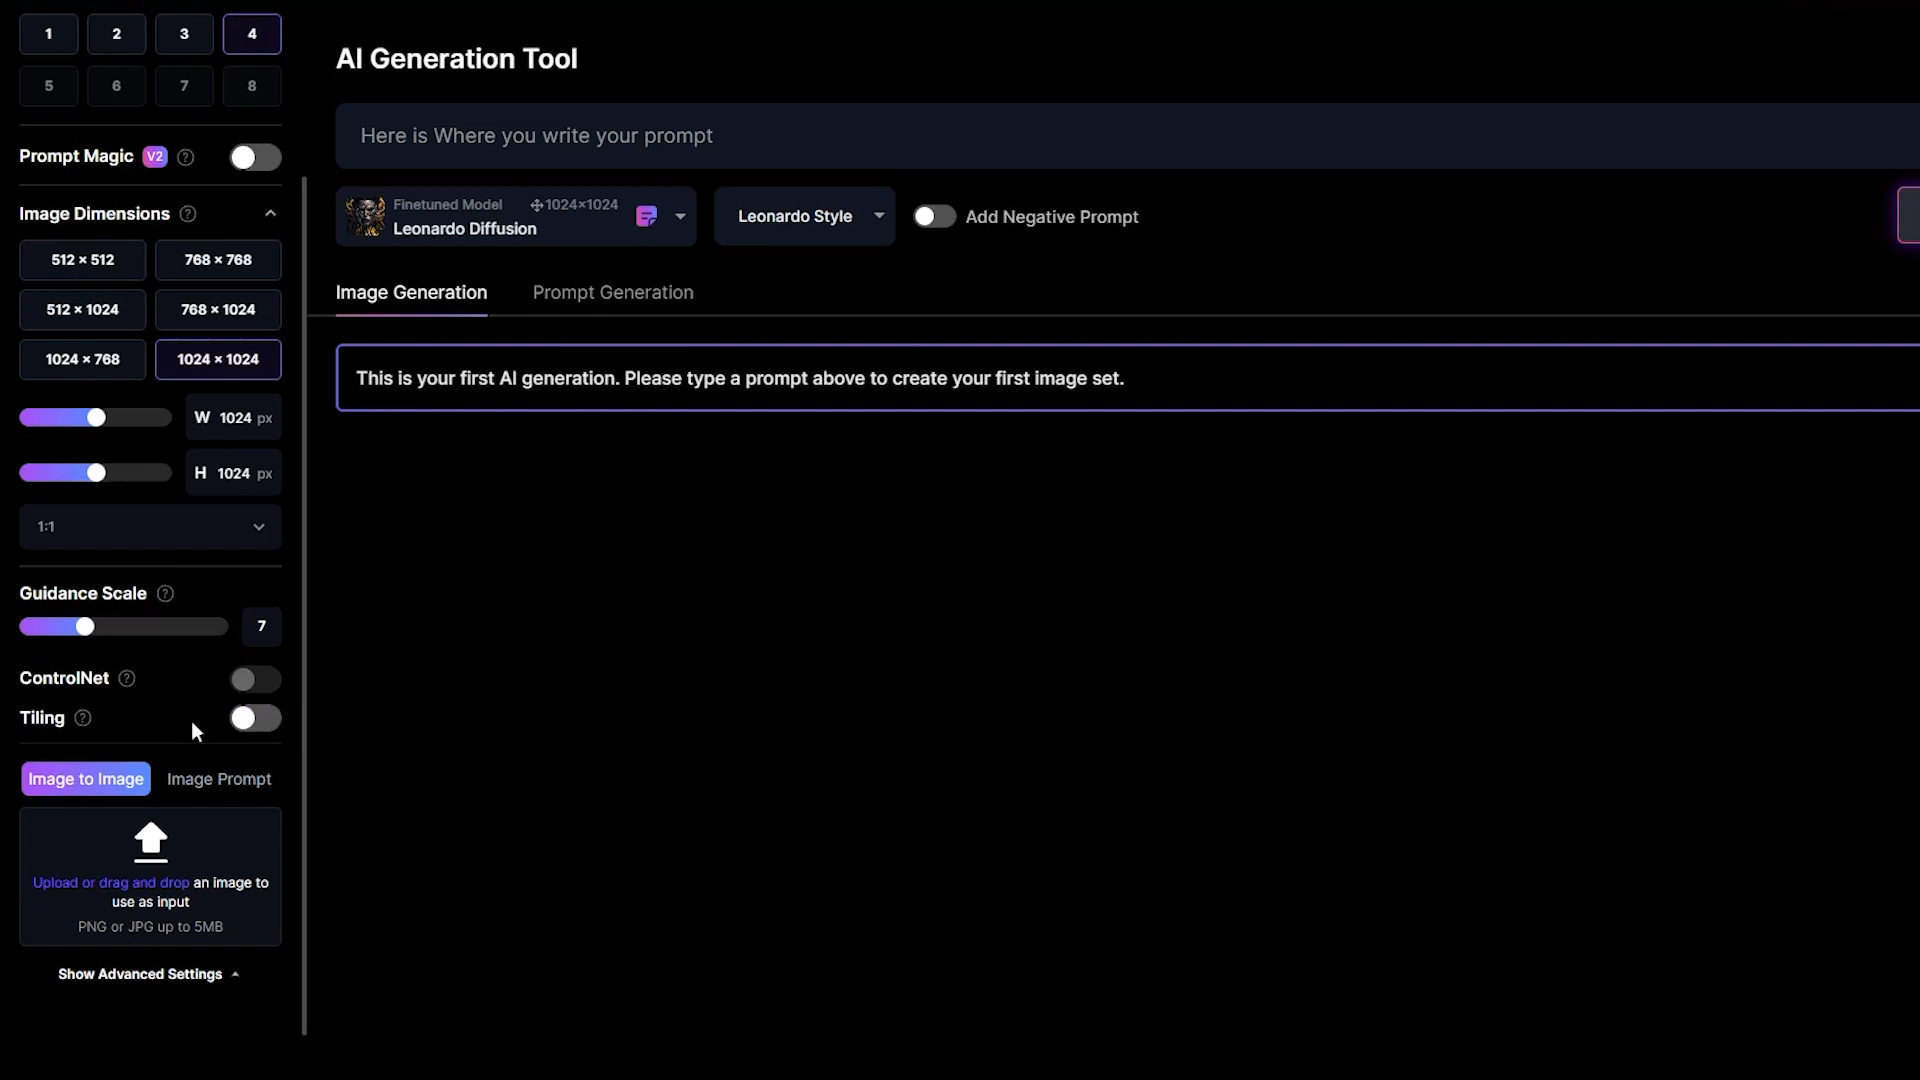 1 2 3 4
5 6 7 8
Prompt Magic V2 ?
Image Dimensions ?
512 × 512 768 × 768
512 × 1024 768 × 1024
1024 × 768 1024 × 1024
W 1024 px
H 1024 px
1:1
Guidance Scale ?
7
ControlNet ?
Tiling ?
Image to Image Image Prompt
Upload or drag and drop an image to
use as input
PNG or JPG up to 5MB
Show Advanced Settings
AI Generation Tool
Here is Where you write your prompt
Finetuned Model 1024×1024
Leonardo Diffusion
Leonardo Style
Add Negative Prompt
Image Generation Prompt Generation
This is your first AI generation. Please type a prompt above to create your first image set.